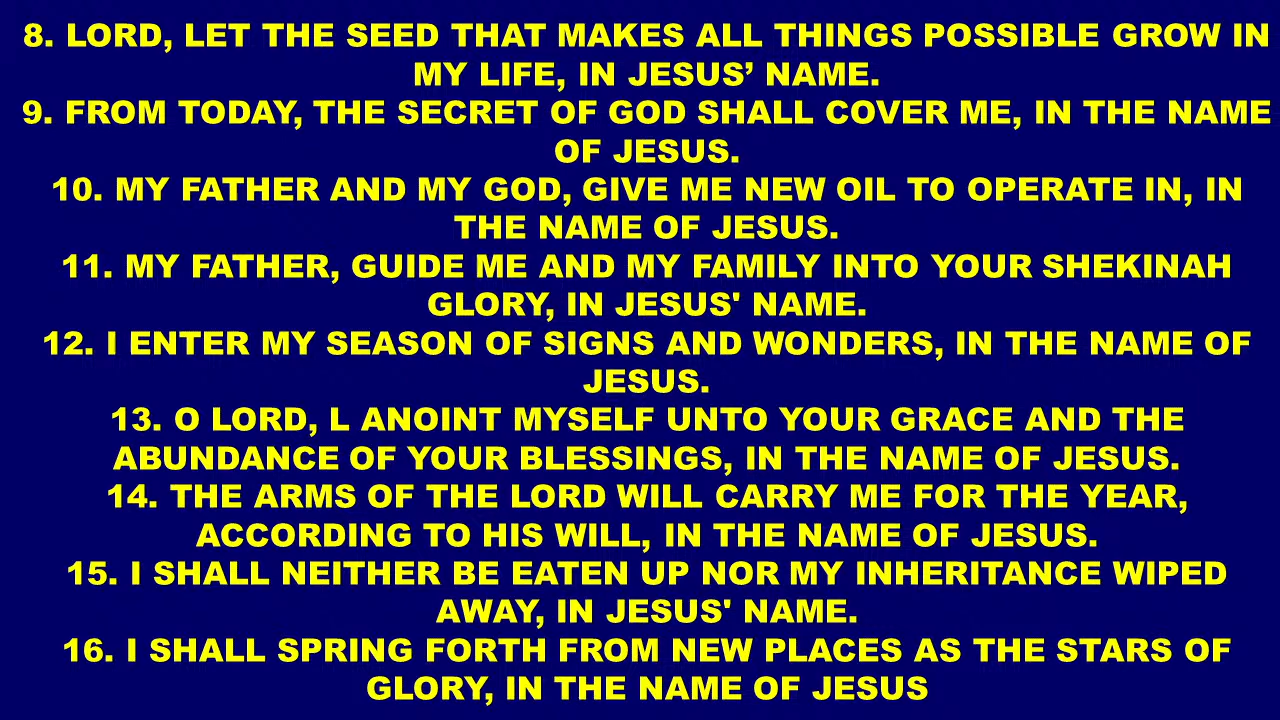 8. LORD, LET THE SEED THAT MAKES ALL THINGS POSSIBLE GROW IN
MY LIFE, IN JESUS’ NAME.
9. FROM TODAY, THE SECRET OF GOD SHALL COVER ME, IN THE NAME
OF JESUS.
10. MY FATHER AND MY GOD, GIVE ME NEW OIL TO OPERATE IN, IN
THE NAME OF JESUS.
11. MY FATHER, GUIDE ME AND MY FAMILY INTO YOUR SHEKINAH
GLORY, IN JESUS' NAME.
12. I ENTER MY SEASON OF SIGNS AND WONDERS, IN THE NAME OF
JESUS.
13. O LORD, L ANOINT MYSELF UNTO YOUR GRACE AND THE
ABUNDANCE OF YOUR BLESSINGS, IN THE NAME OF JESUS.
14. THE ARMS OF THE LORD WILL CARRY ME FOR THE YEAR,
ACCORDING TO HIS WILL, IN THE NAME OF JESUS.
15. I SHALL NEITHER BE EATEN UP NOR MY INHERITANCE WIPED
AWAY, IN JESUS' NAME.
16. I SHALL SPRING FORTH FROM NEW PLACES AS THE STARS OF
GLORY, IN THE NAME OF JESUS